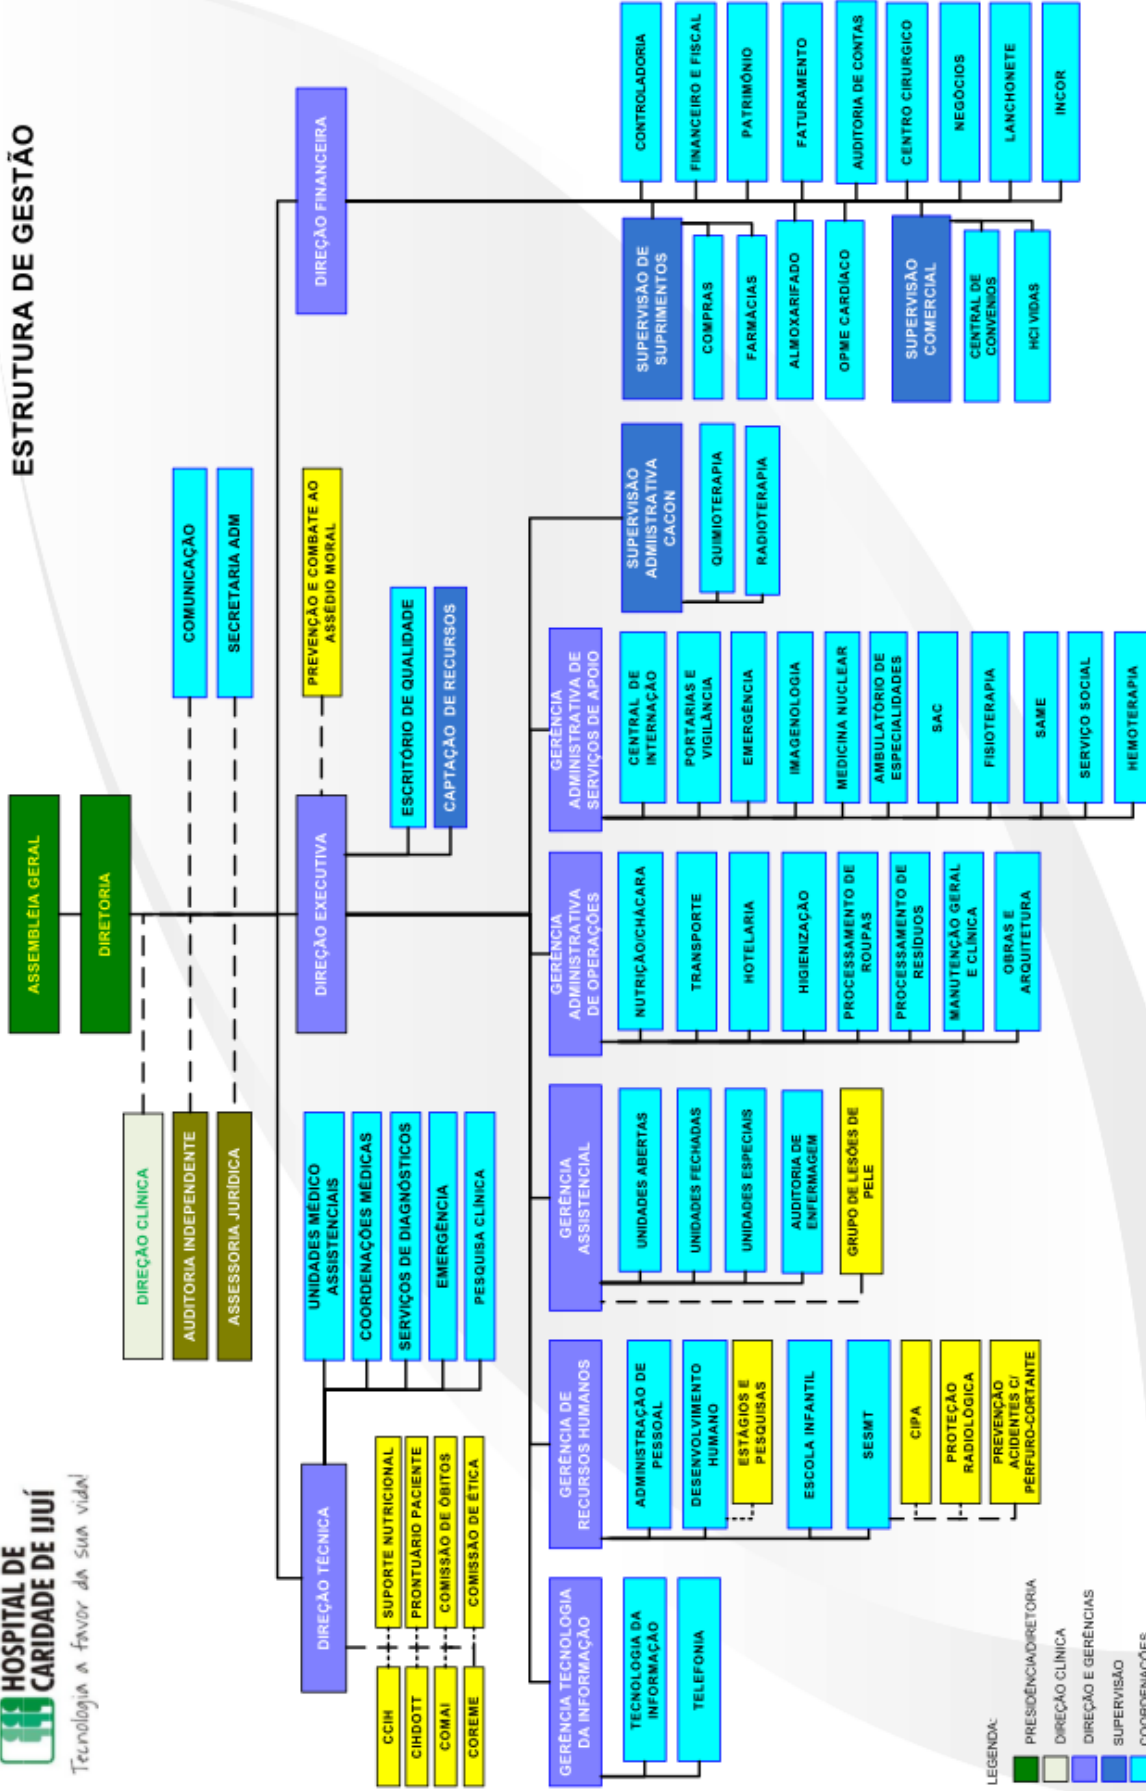 HOSPITAL DE
CARIDADE DE IJUÍ
Tecnologia a favor da sua vida!
ESTRUTURA DE GESTÃO
ASSEMBLÉIA GERAL
DIRETORIA
DIREÇÃO CLÍNICA
AUDITORIA INDEPENDENTE
COMUNICAÇÃO
ASSESSORIA JURÍDICA
SECRETARIA ADM
DIREÇÃO TÉCNICA
DIREÇÃO EXECUTIVA
DIREÇÃO FINANCEIRA
UNIDADES MÉDICO
ASSISTENCIAIS
COORDENAÇÕES MÉDICAS
SERVIÇOS DE DIAGNÓSTICOS
EMERGÊNCIA
PESQUISA CLÍNICA
PREVENÇÃO E COMBATE AO
ASSÉDIO MORAL
ESCRITÓRIO DE QUALIDADE
CAPTAÇÃO DE RECURSOS
CCIH
SUPORTE NUTRICIONAL
CIHDOTT
PRONTUÁRIO PACIENTE
COMAI
COMISSÃO DE ÓBITOS
COREME
COMISSÃO DE ÉTICA
GERÊNCIA TECNOLOGIA
DA INFORMAÇÃO
TECNOLOGIA DA
INFORMAÇÃO
TELEFONIA
GERÊNCIA DE
RECURSOS HUMANOS
ADMINISTRAÇÃO DE
PESSOAL
DESENVOLVIMENTO
HUMANO
ESTÁGIOS E
PESQUISAS
ESCOLA INFANTIL
SESMT
CIPA
PROTEÇÃO
RADIOLÓGICA
PREVENÇÃO
ACIDENTES C/
PÉRFURO-CORTANTE
GERÊNCIA
ASSISTENCIAL
UNIDADES ABERTAS
UNIDADES FECHADAS
UNIDADES ESPECIAIS
AUDITORIA DE
ENFERMAGEM
GRUPO DE LESÕES DE
PELE
GERÊNCIA
ADMINISTRATIVA
DE OPERAÇÕES
NUTRIÇÃO/CHÁCARA
TRANSPORTE
HOTELARIA
HIGIENIZAÇÃO
PROCESSAMENTO DE
ROUPAS
PROCESSAMENTO DE
RESÍDUOS
MANUTENÇÃO GERAL
E CLÍNICA
OBRAS E
ARQUITETURA
GERÊNCIA
ADMINISTRATIVA DE
SERVIÇOS DE APOIO
CENTRAL DE
INTERNAÇÃO
PORTARIAS E
VIGILÂNCIA
EMERGÊNCIA
IMAGENOLOGIA
MEDICINA NUCLEAR
AMBULATÓRIO DE
ESPECIALIDADES
SAC
FISIOTERAPIA
SAME
SERVIÇO SOCIAL
HEMOTERAPIA
SUPERVISÃO
ADMIISTRATIVA
CACON
QUIMIOTERAPIA
RADIOTERAPIA
SUPERVISÃO DE
SUPRIMENTOS
COMPRAS
FARMÁCIAS
ALMOXARIFADO
OPME CARDÍACO
SUPERVISÃO
COMERCIAL
CENTRAL DE
CONVENIOS
HCI VIDAS
CONTROLADORIA
FINANCEIRO E FISCAL
PATRIMÔNIO
FATURAMENTO
AUDITORIA DE CONTAS
CENTRO CIRURGICO
NEGÓCIOS
LANCHONETE
INCOR
LEGENDA:
PRESIDÊNCIA/DIRETORIA
DIREÇÃO CLÍNICA
DIREÇÃO E GERÊNCIAS
SUPERVISÃO
COORDENAÇÕES